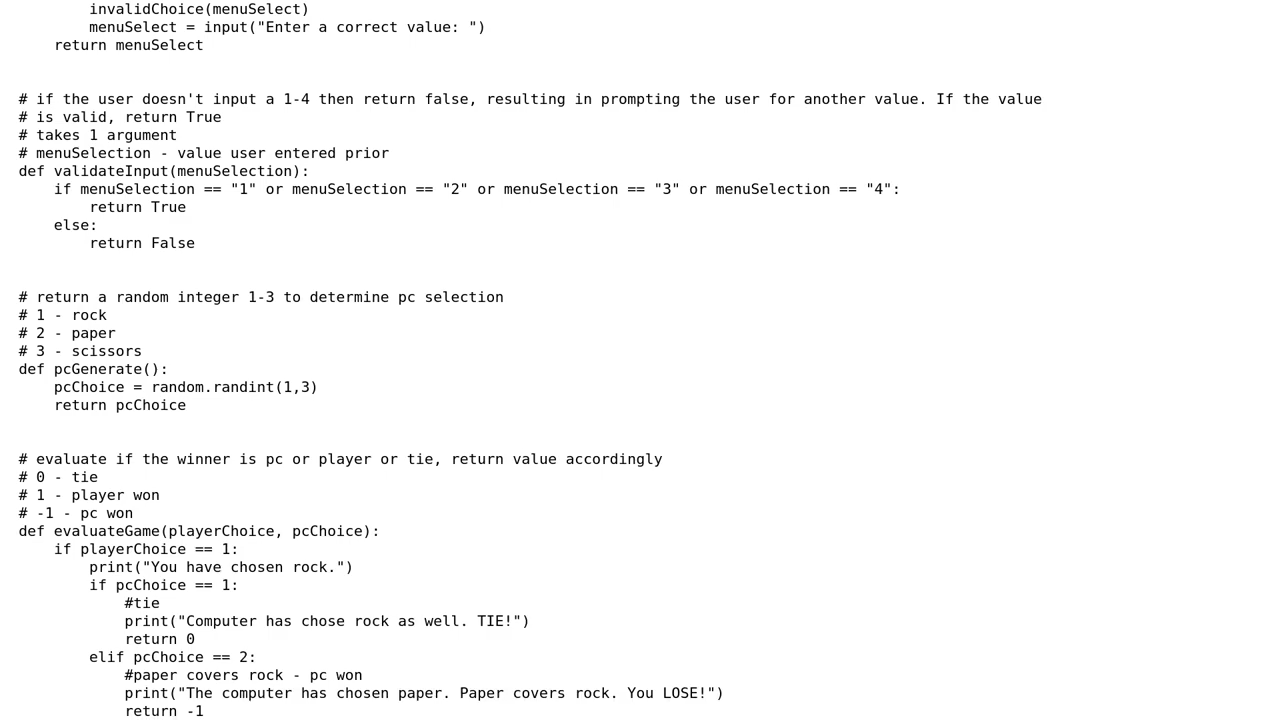 invalidChoice(menuSelect)
        menuSelect = input("Enter a correct value: ")
    return menuSelect


# if the user doesn't input a 1-4 then return false, resulting in prompting the user for another value. If the value
# is valid, return True
# takes 1 argument
# menuSelection - value user entered prior
def validateInput(menuSelection):
    if menuSelection == "1" or menuSelection == "2" or menuSelection == "3" or menuSelection == "4":
        return True
    else:
        return False


# return a random integer 1-3 to determine pc selection
# 1 - rock
# 2 - paper
# 3 - scissors
def pcGenerate():
    pcChoice = random.randint(1,3)
    return pcChoice


# evaluate if the winner is pc or player or tie, return value accordingly
# 0 - tie
# 1 - player won
# -1 - pc won
def evaluateGame(playerChoice, pcChoice):
    if playerChoice == 1:
        print("You have chosen rock.")
        if pcChoice == 1:
            #tie
            print("Computer has chose rock as well. TIE!")
            return 0
        elif pcChoice == 2:
            #paper covers rock - pc won
            print("The computer has chosen paper. Paper covers rock. You LOSE!")
            return -1